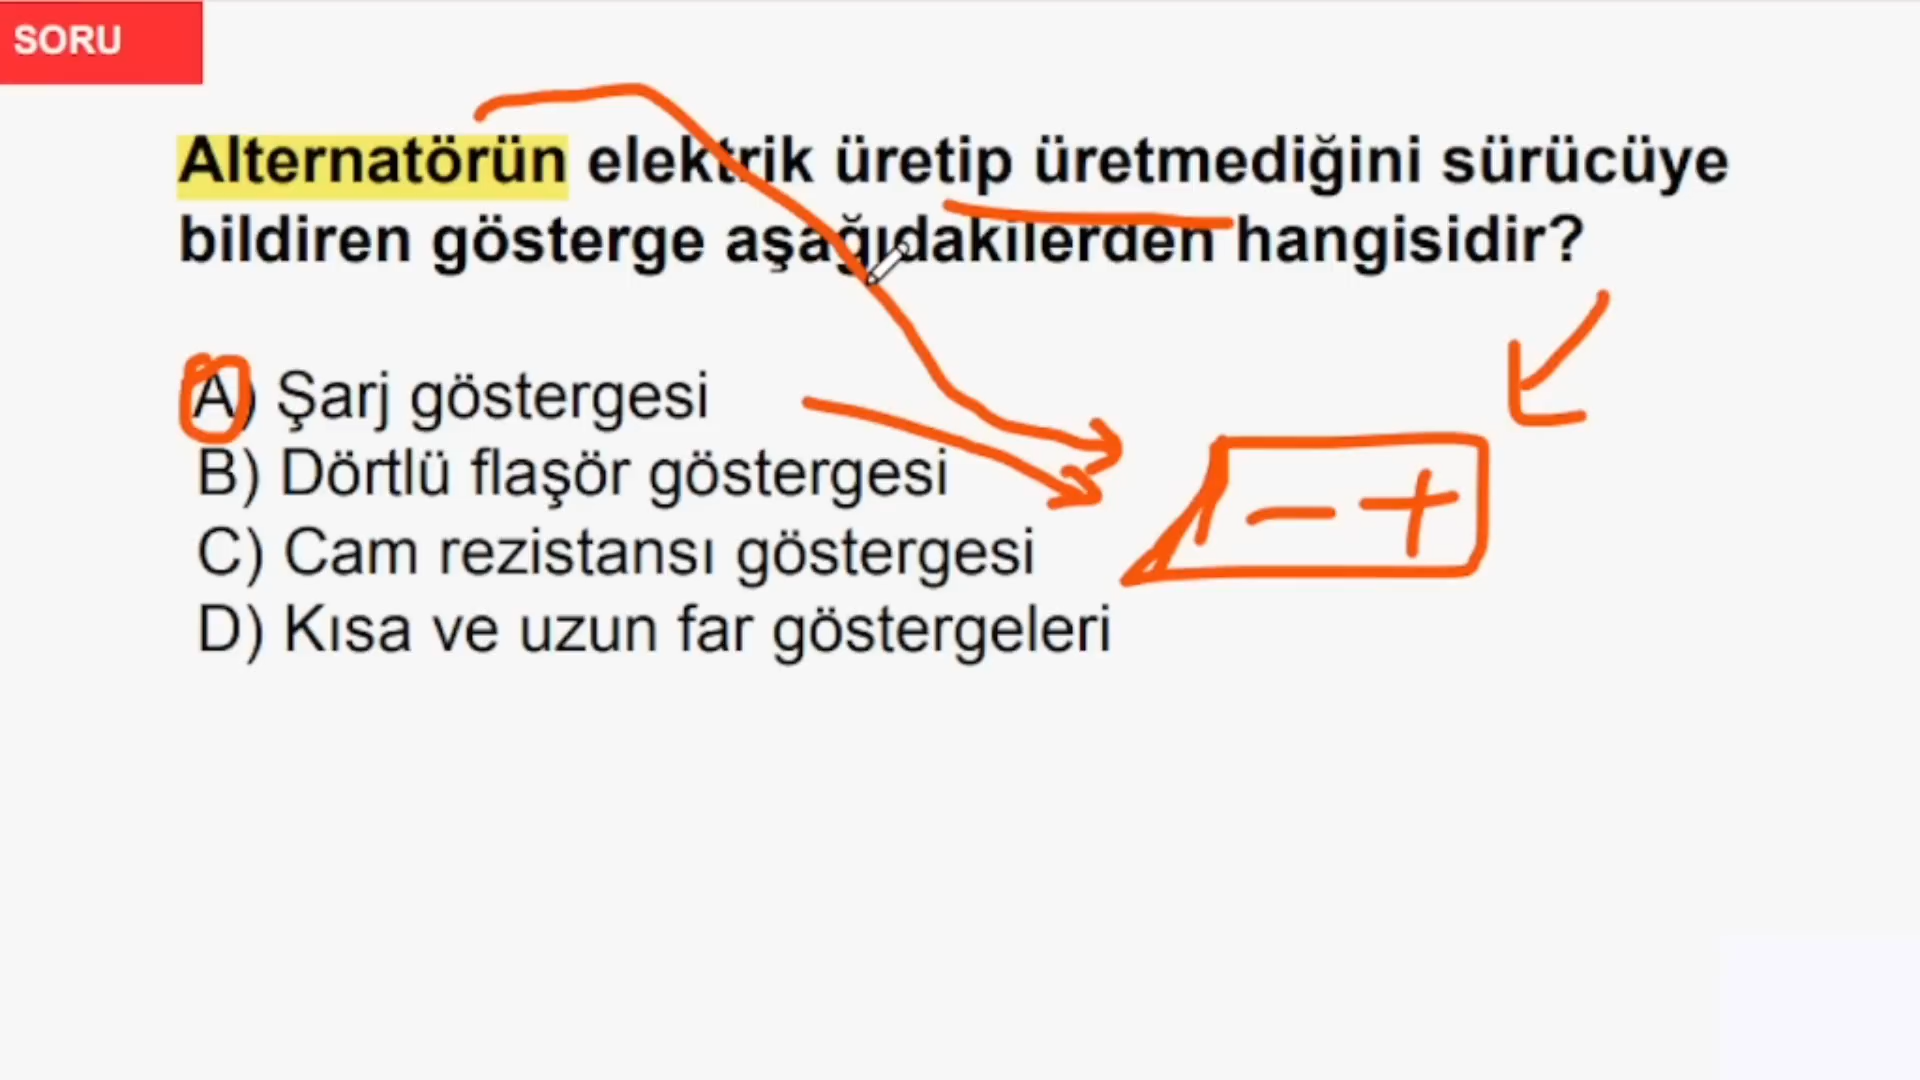 SORU
Alternatörün elektrik üretip üretmediğini sürücüye
bildiren gösterge aşağıdakilerden hangisidir?
A) Şarj göstergesi
B) Dörtlü flaşör göstergesi
C) Cam rezistansı göstergesi
D) Kısa ve uzun far göstergeleri
- +